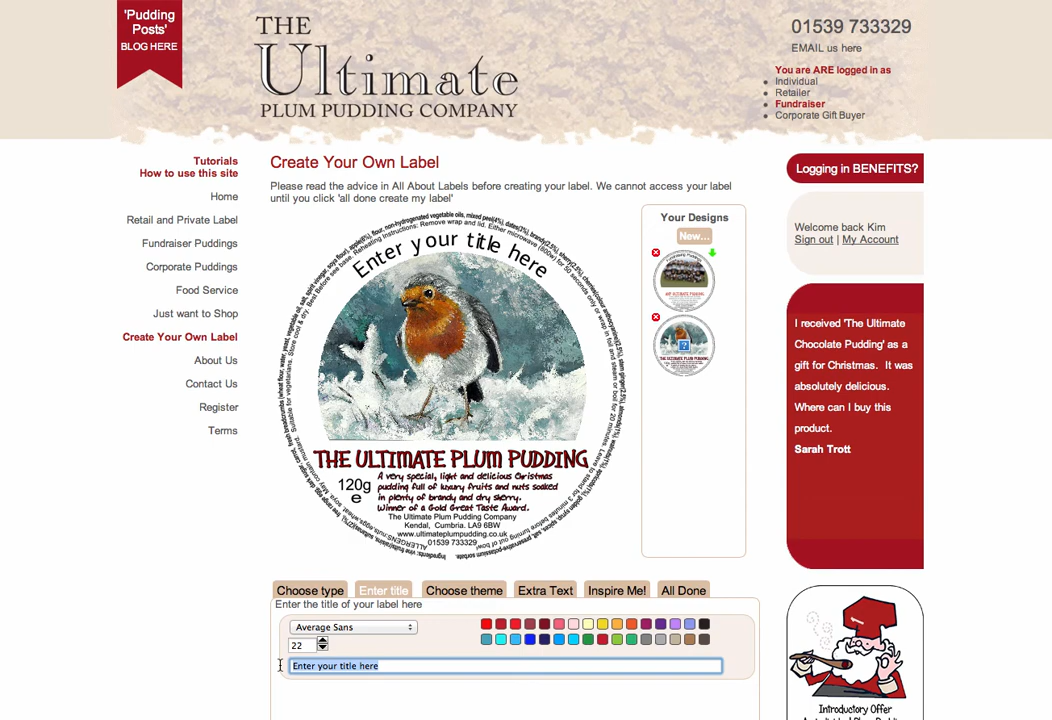 'Pudding
Posts'
BLOG HERE
THE
Ultimate
PLUM PUDDING COMPANY
01539 733329
EMAIL us here
You are ARE logged in as
Individual
Retailer
Fundraiser
Corporate Gift Buyer
Tutorials
How to use this site
Home
Retail and Private Label
Fundraiser Puddings
Corporate Puddings
Food Service
Just want to Shop
Create Your Own Label
About Us
Contact Us
Register
Terms
Create Your Own Label
Please read the advice in All About Labels before creating your label. We cannot access your label
until you click 'all done create my label'
Enter your title here
THE ULTIMATE PLUM PUDDING
120g
e
A very special, light and delicious Christmas
pudding full of luxury fruits and nuts soaked
in plenty of brandy and dry sherry.
Winner of a Gold Great Taste Award.
The Ultimate Plum Pudding Company
Kendal, Cumbria. LA9 6BW
www.ultimateplumpudding.co.uk
01539 733329
Your Designs
New...
Logging in BENEFITS?
Welcome back Kim
Sign out | My Account
I received 'The Ultimate
Chocolate Pudding' as a
gift for Christmas. It was
absolutely delicious.
Where can I buy this
product.
Sarah Trott
Choose type
Enter title
Choose theme
Extra Text
Inspire Me!
All Done
Enter the title of your label here
Average Sans
22
Enter your title here
Introductory Offer